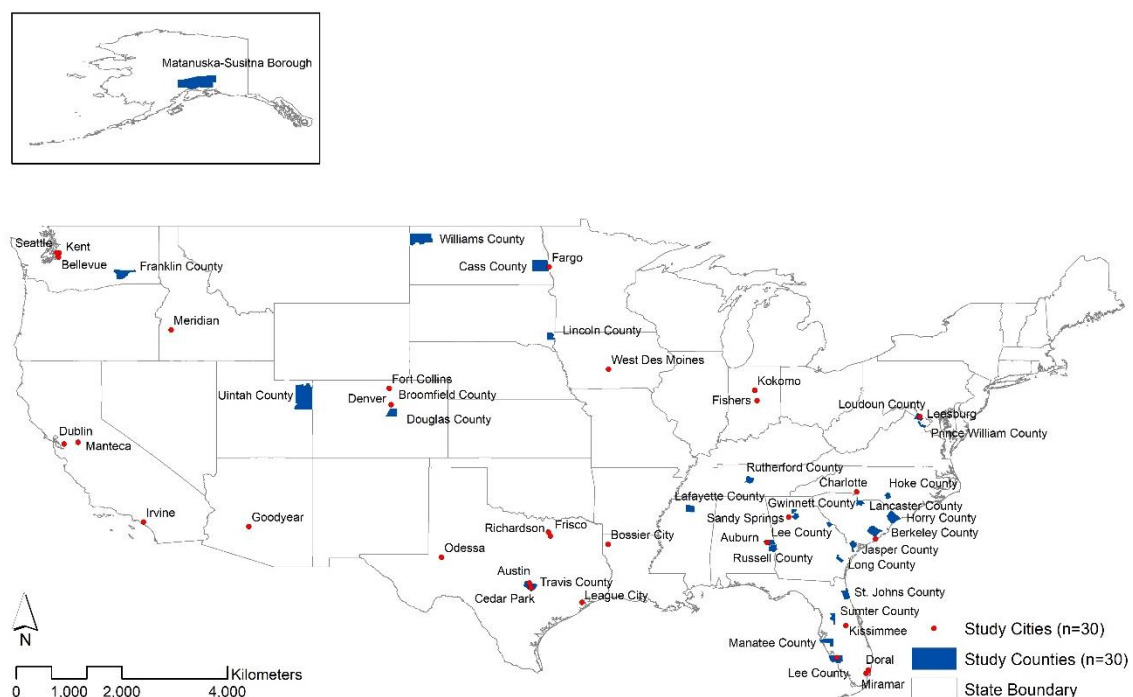 Matanuska-Susitna Borough
Seattle
Kent
Bellevue
Franklin County
Williams County
Cass County
Fargo
Meridian
Lincoln County
West Des Moines
Uintah County
Fort Collins
Denver
Broomfield County
Douglas County
Kokomo
Fishers
Loudoun County
Leesburg
Prince William County
Dublin
Manteca
Irvine
Goodyear
Rutherford County
Charlotte
Hoke County
Lafayette County
Gwinnett County
Lancaster County
Sandy Springs
Horry County
Richardson
Frisco
Bossier City
Auburn
Lee County
Berkeley County
Russell County
Jasper County
Odessa
Long County
Austin
Travis County
Cedar Park
League City
St. Johns County
Sumter County
Kissimmee
Manatee County
Lee County
Doral
Miramar
N
Kilometers
0 1.000 2.000 4.000
Study Cities (n=30)
Study Counties (n=30)
State Boundary